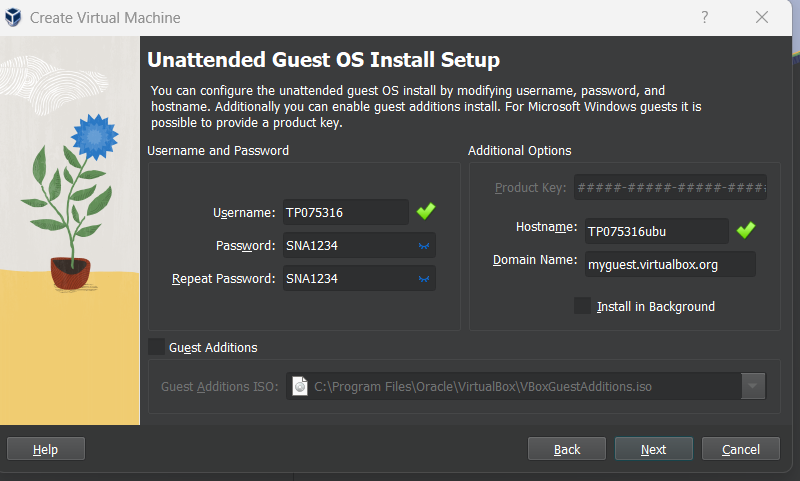 Create Virtual Machine
?
Unattended Guest OS Install Setup
You can configure the unattended guest OS install by modifying username, password, and
hostname. Additionally you can enable guest additions install. For Microsoft Windows guests it is
possible to provide a product key.
Username and Password
Username: TP075316
Password: SNA1234
Repeat Password: SNA1234
Additional Options
Product Key: #####-#####-#####-#####
Hostname: TP075316ubu
Domain Name: myguest.virtualbox.org
Install in Background
Guest Additions
Guest Additions ISO: C:\Program Files\Oracle\VirtualBox\VBoxGuestAdditions.iso
Help
Back
Next
Cancel